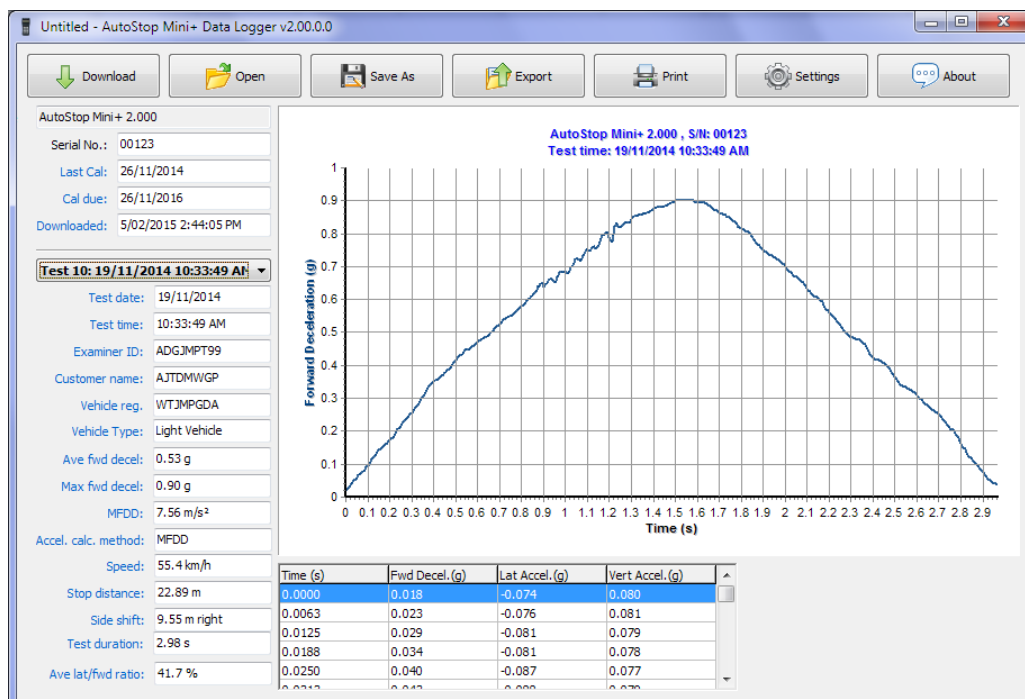 Untitled - AutoStop Mini+ Data Logger v2.00.0.0
Download Open Save As Export Print Settings About
AutoStop Mini+ 2.000
Serial No.: 00123
Last Cal: 26/11/2014
Cal due: 26/11/2016
Downloaded: 5/02/2015 2:44:05 PM
Test 10: 19/11/2014 10:33:49 AM
Test date: 19/11/2014
Test time: 10:33:49 AM
Examiner ID: ADGJMPT99
Customer name: AJTDMWGP
Vehicle reg. WTJMPGDA
Vehicle Type: Light Vehicle
Ave fwd decel: 0.53 g
Max fwd decel: 0.90 g
MFDD: 7.56 m/s²
Accel. calc. method: MFDD
Speed: 55.4 km/h
Stop distance: 22.89 m
Side shift: 9.55 m right
Test duration: 2.98 s
Ave lat/fwd ratio: 41.7 %
AutoStop Mini+ 2.000 , S/N: 00123
Test time: 19/11/2014 10:33:49 AM
Forward Deceleration (g)
1
0.9
0.8
0.7
0.6
0.5
0.4
0.3
0.2
0.1
0
0 0.1 0.2 0.3 0.4 0.5 0.6 0.7 0.8 0.9 1 1.1 1.2 1.3 1.4 1.5 1.6 1.7 1.8 1.9 2 2.1 2.2 2.3 2.4 2.5 2.6 2.7 2.8 2.9
Time (s)
Time (s) Fwd Decel.(g) Lat Accel.(g) Vert Accel.(g)
0.0000 0.018 -0.074 0.080
0.0063 0.023 -0.076 0.081
0.0125 0.029 -0.081 0.079
0.0188 0.034 -0.081 0.078
0.0250 0.040 -0.087 0.077